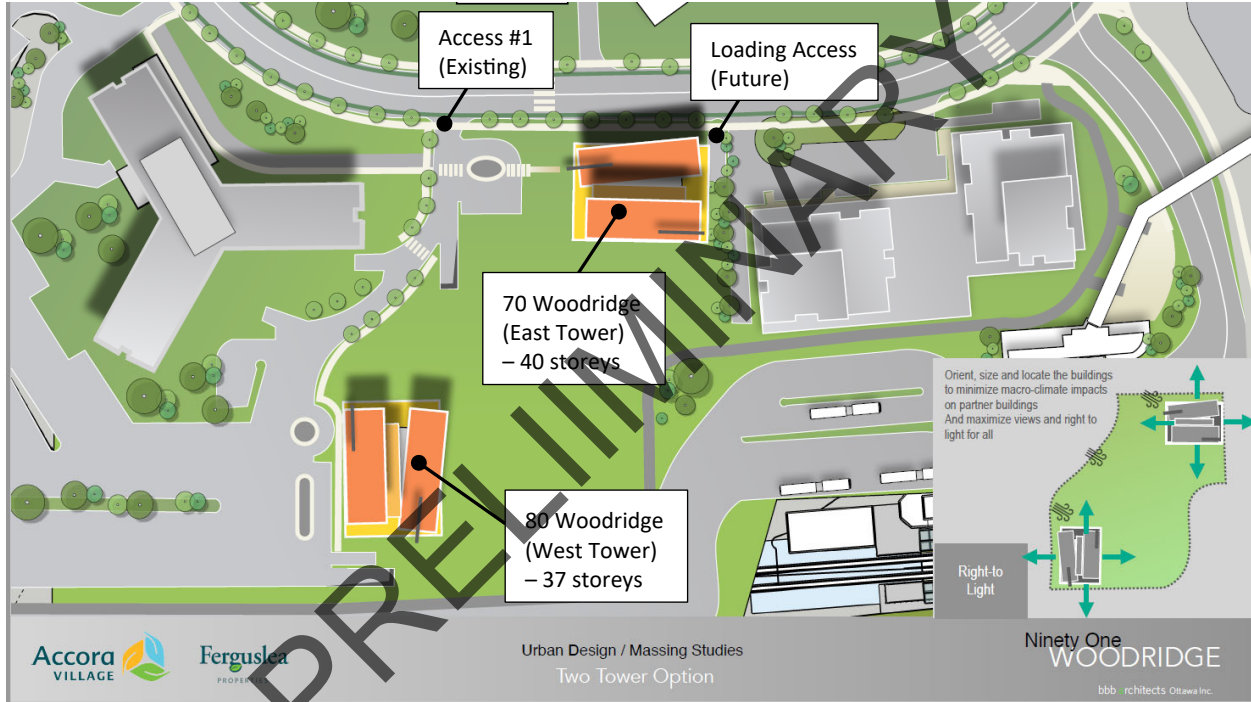 Access #1
(Existing)
Loading Access
(Future)
70 Woodridge
(East Tower)
– 40 storeys
80 Woodridge
(West Tower)
– 37 storeys
PRELIMINARY
Orient, size and locate the buildings
to minimize macro-climate impacts
on partner buildings
And maximize views and right to
light for all
Right-to
Light
Accora
VILLAGE
Ferguslea
PROPERTIES
Urban Design / Massing Studies
Two Tower Option
Ninety One
WOODRIDGE
bbb architects Ottawa Inc.